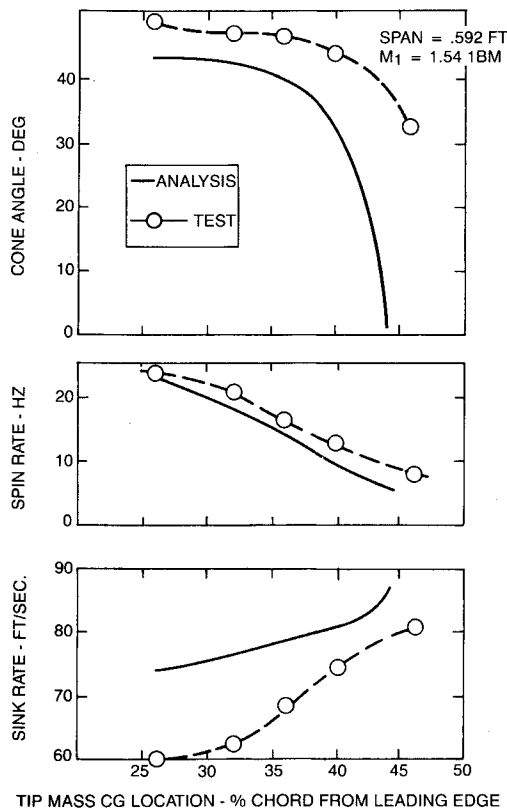 SPAN = .592 FT
M1 = 1.54 1BM
40
30
20
10
0
CONE ANGLE - DEG
ANALYSIS
TEST
20
10
0
SPIN RATE - HZ
90
80
70
60
SINK RATE - FT/SEC.
25 30 35 40 45 50
TIP MASS CG LOCATION - % CHORD FROM LEADING EDGE